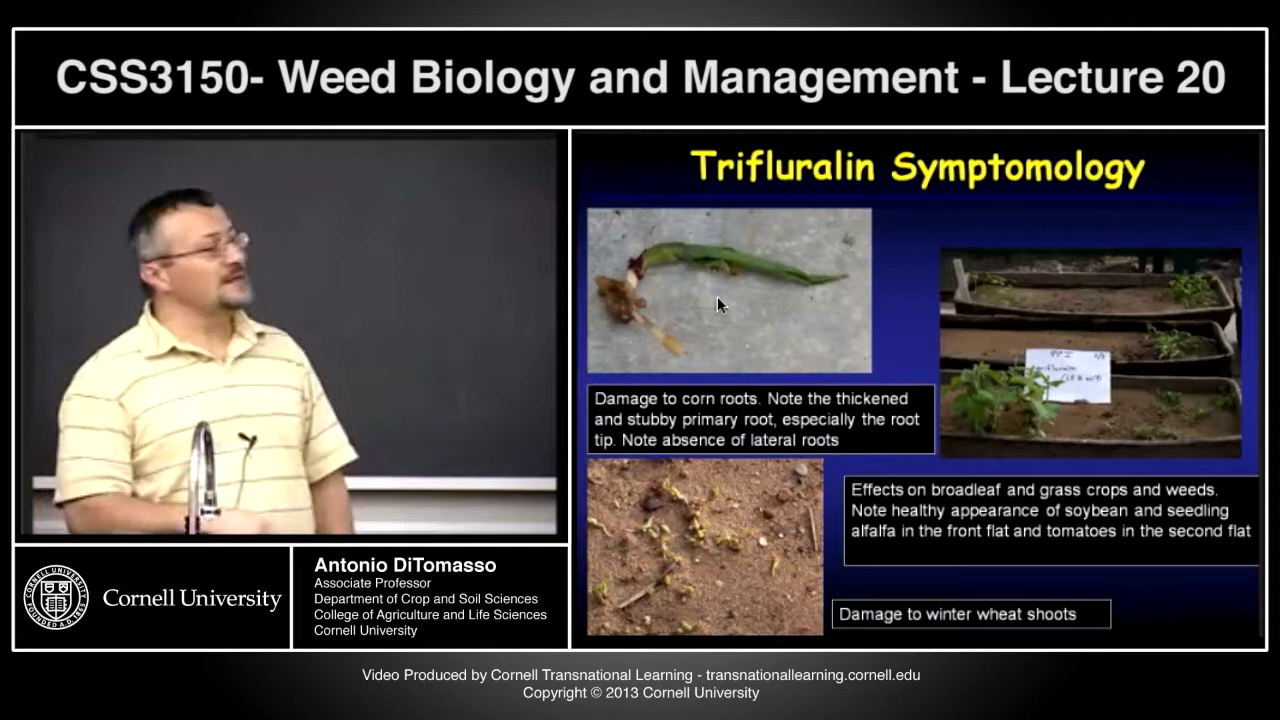 CSS3150- Weed Biology and Management - Lecture 20
Trifluralin Symptomology
Damage to corn roots. Note the thickened
and stubby primary root, especially the root
tip. Note absence of lateral roots
Effects on broadleaf and grass crops and weeds.
Note healthy appearance of soybean and seedling
alfalfa in the front flat and tomatoes in the second flat
Damage to winter wheat shoots
Cornell University
Antonio DiTomasso
Associate Professor
Department of Crop and Soil Sciences
College of Agriculture and Life Sciences
Cornell University
Video Produced by Cornell Transnational Learning - transnationallearning.cornell.edu
Copyright © 2013 Cornell University